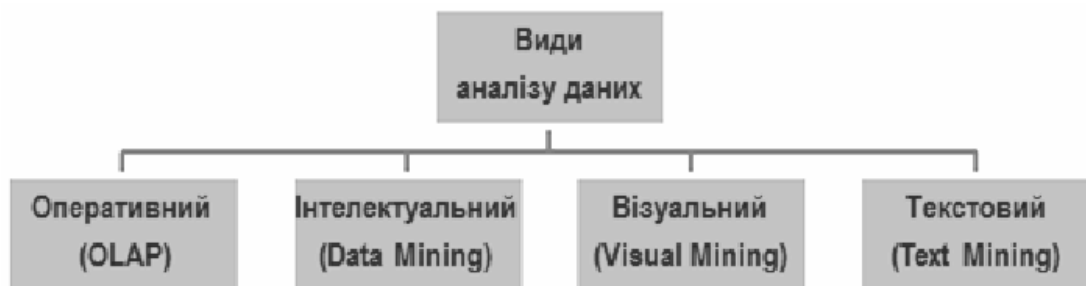 Види
аналізу даних
Оперативний
(OLAP)
Інтелектуальний
(Data Mining)
Візуальний
(Visual Mining)
Текстовий
(Text Mining)